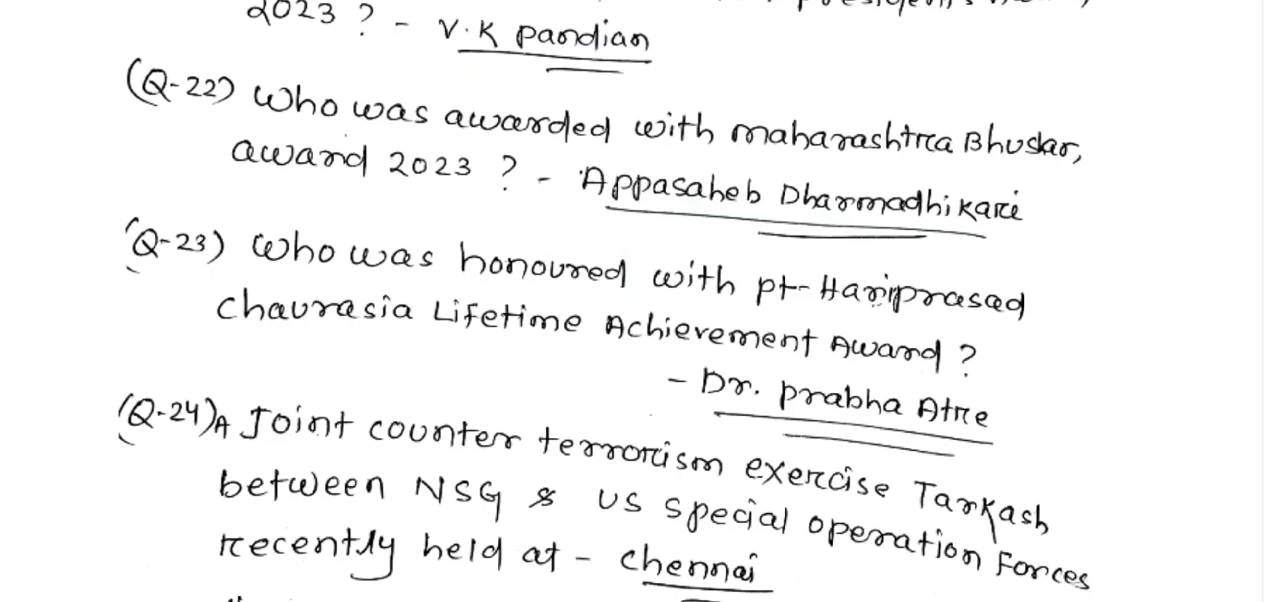 2023 ? - V.K Pandian
(Q-22) Who was awarded with maharashtra Bhushan
award 2023 ? - Appasaheb Dharmadhikari
(Q-23) Who was honoured with pt- Hariprasad
Chaurasia Lifetime Achievement Award ?
- Dr. Prabha Atre
(Q-24) A Joint counter terrorism exercise Tarkash
between NSG & US special operation Forces
recently held at - Chennai